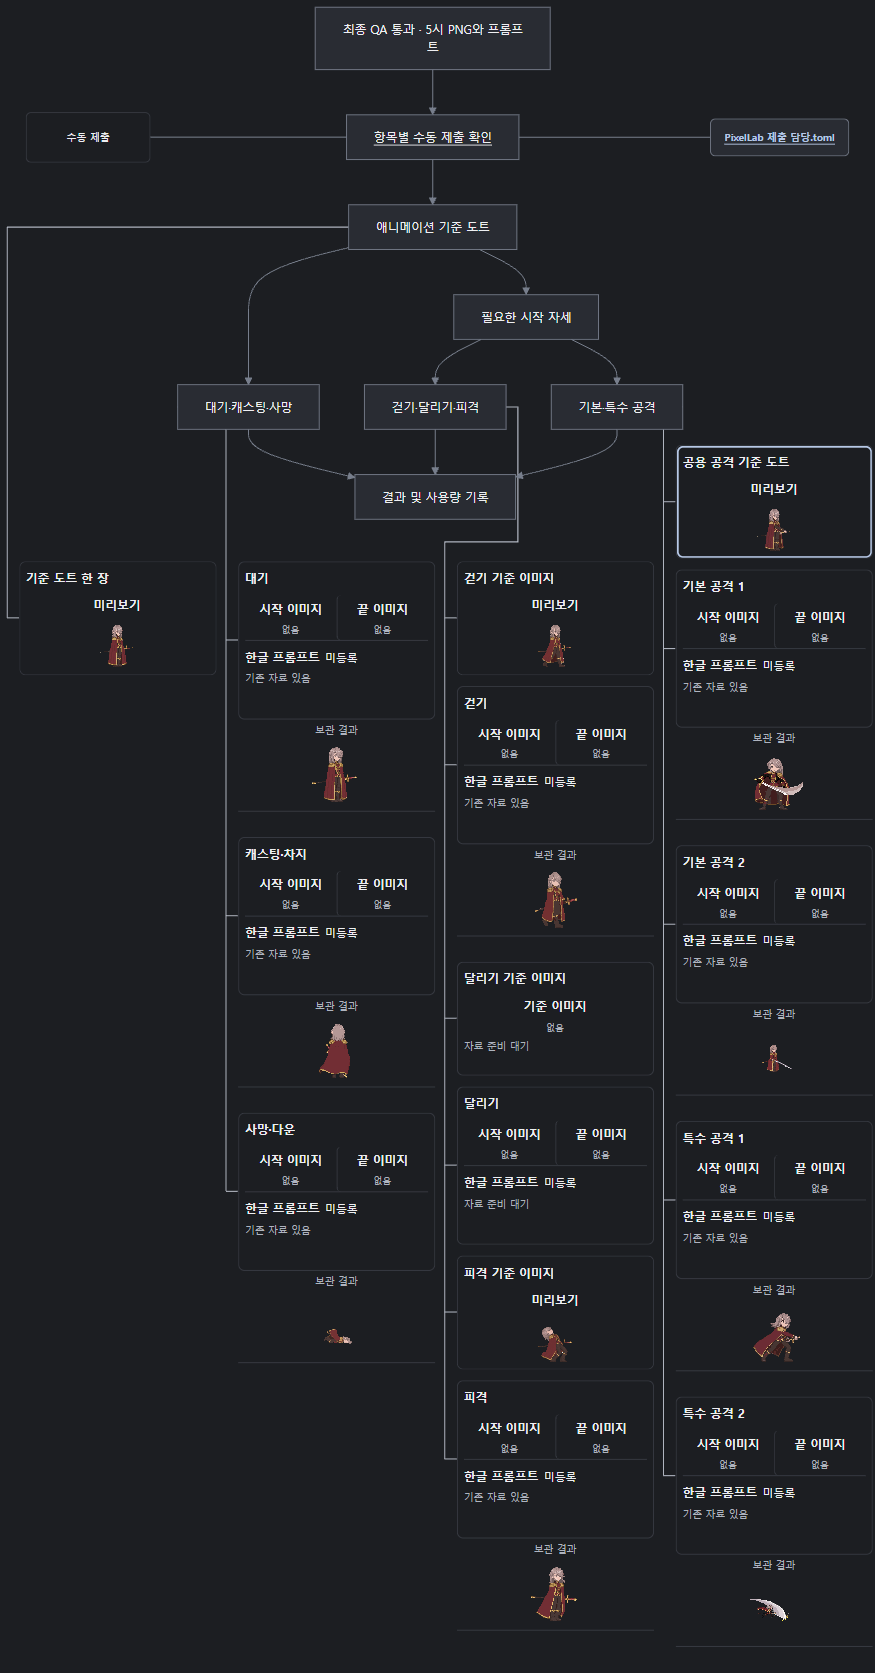 최종 QA 통과 · 5시 PNG와 프롬프
트
수동 제출
항목별 수동 제출 확인
PixelLab 제출 담당.toml
애니메이션 기준 도트
필요한 시작 자세
대기·캐스팅·사망
걷기·달리기·피격
기본·특수 공격
결과 및 사용량 기록
기준 도트 한 장
미리보기
대기
시작 이미지
끝 이미지
없음
없음
한글 프롬프트 미등록
기존 자료 있음
보관 결과
캐스팅·차지
시작 이미지
끝 이미지
없음
없음
한글 프롬프트 미등록
기존 자료 있음
보관 결과
사망·다운
시작 이미지
끝 이미지
없음
없음
한글 프롬프트 미등록
기존 자료 있음
보관 결과
걷기 기준 이미지
미리보기
걷기
시작 이미지
끝 이미지
없음
없음
한글 프롬프트 미등록
기존 자료 있음
보관 결과
달리기 기준 이미지
기준 이미지
없음
자료 준비 대기
달리기
시작 이미지
끝 이미지
없음
없음
한글 프롬프트 미등록
자료 준비 대기
피격 기준 이미지
미리보기
피격
시작 이미지
끝 이미지
없음
없음
한글 프롬프트 미등록
기존 자료 있음
보관 결과
공용 공격 기준 도트
미리보기
기본 공격 1
시작 이미지
끝 이미지
없음
없음
한글 프롬프트 미등록
기존 자료 있음
보관 결과
기본 공격 2
시작 이미지
끝 이미지
없음
없음
한글 프롬프트 미등록
기존 자료 있음
보관 결과
특수 공격 1
시작 이미지
끝 이미지
없음
없음
한글 프롬프트 미등록
기존 자료 있음
보관 결과
특수 공격 2
시작 이미지
끝 이미지
없음
없음
한글 프롬프트 미등록
기존 자료 있음
보관 결과